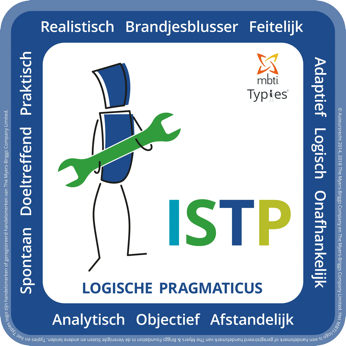 Realistisch Brandjesblusser Feitelijk
mbti
Types
Adaptief Logisch Onafhankelijk
Spontaan Doeltreffend Praktisch
ISTP
LOGISCHE PRAGMATICUS
Analytisch Objectief Afstandelijk